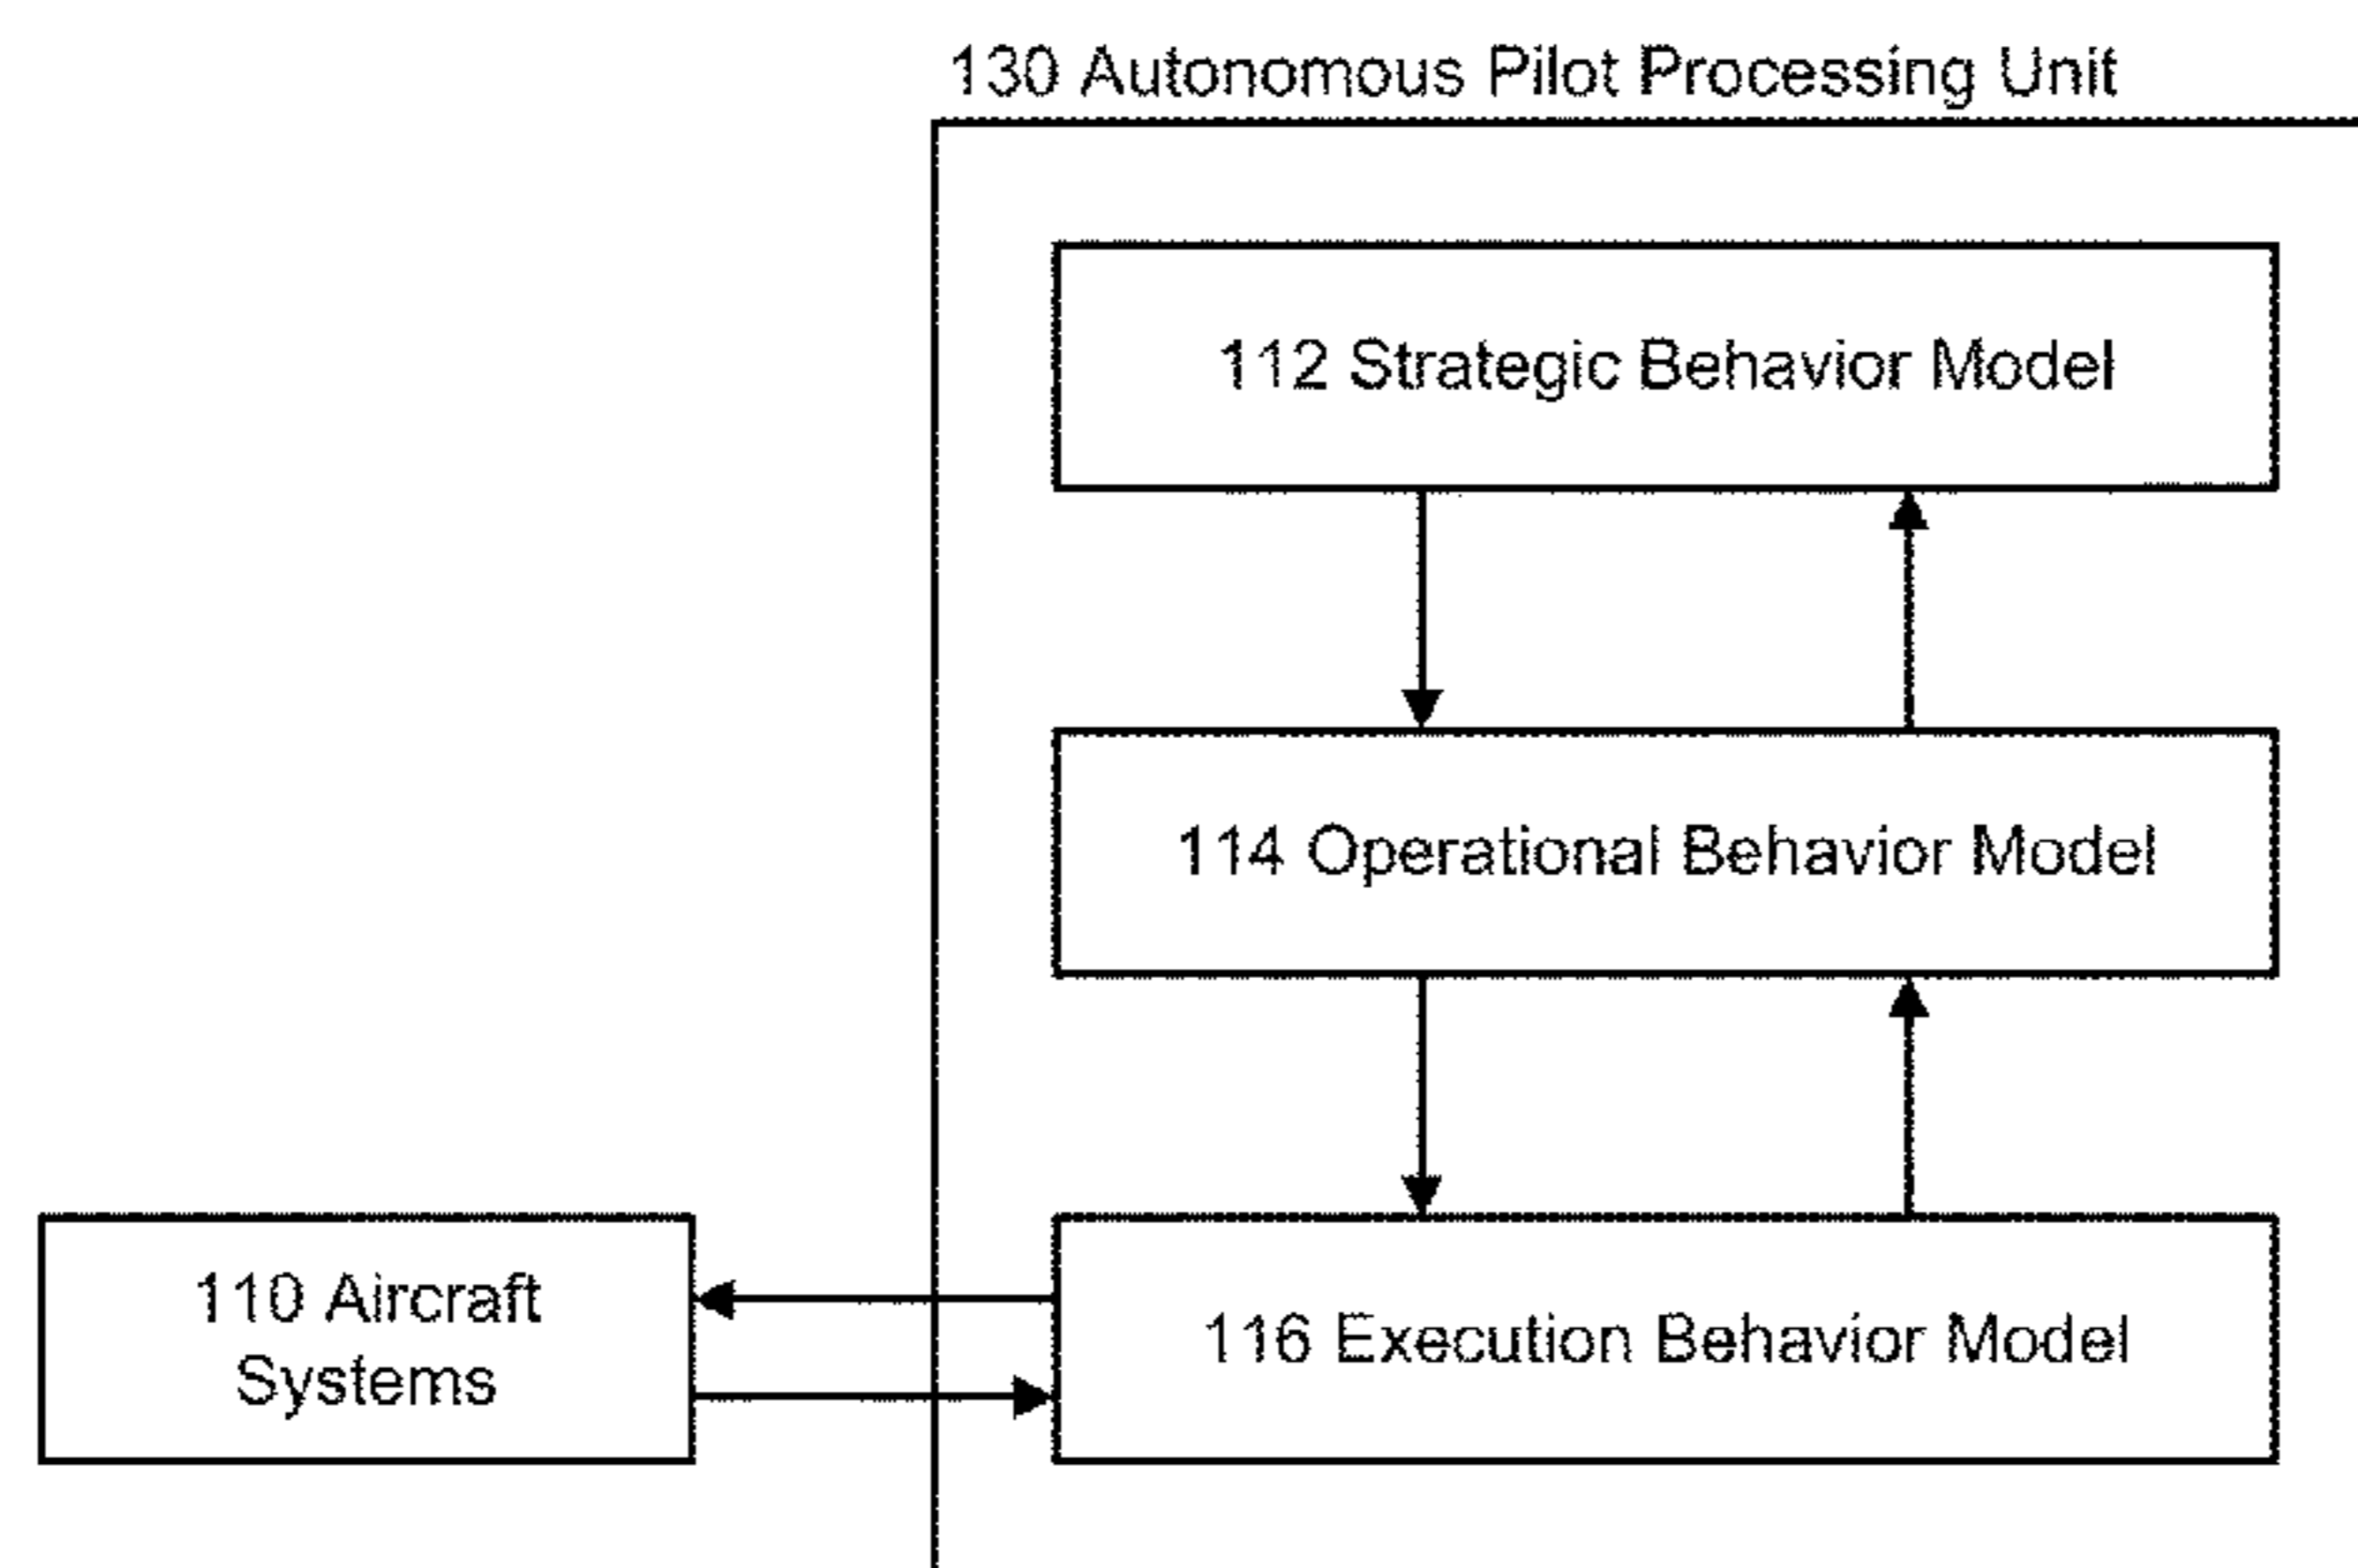 130 Autonomous Pilot Processing Unit
112 Strategic Behavior Model
114 Operational Behavior Model
110 Aircraft
Systems
116 Execution Behavior Model